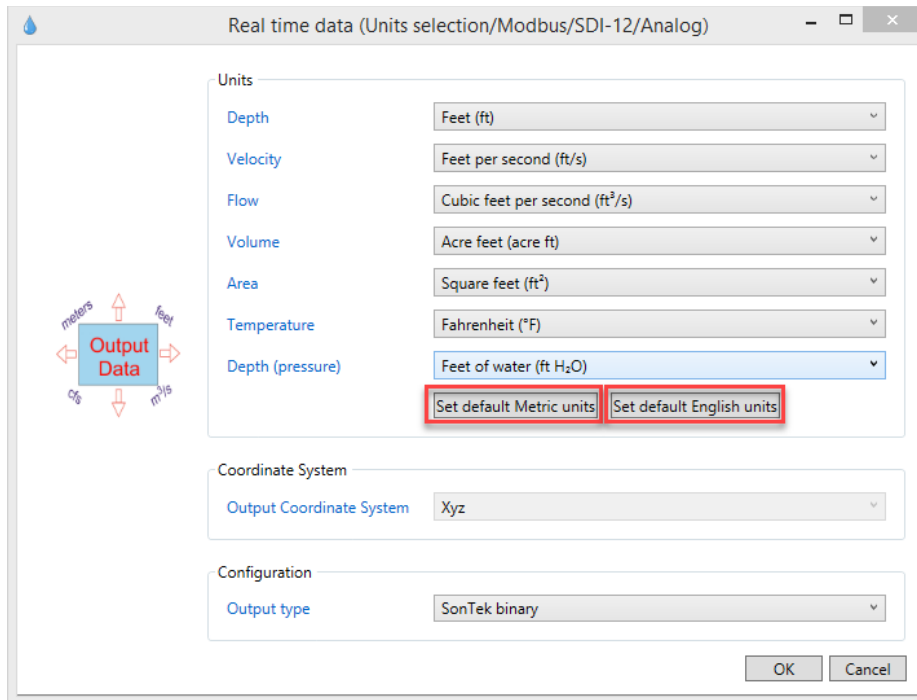 Real time data (Units selection/Modbus/SDI-12/Analog)
Units
Depth Feet (ft)
Velocity Feet per second (ft/s)
Flow Cubic feet per second (ft³/s)
Volume Acre feet (acre ft)
Area Square feet (ft²)
Temperature Fahrenheit (°F)
Depth (pressure) Feet of water (ft H₂O)
Set default Metric units Set default English units
meters feet
Output
Data
cfs m³/s
Coordinate System
Output Coordinate System Xyz
Configuration
Output type SonTek binary
OK Cancel